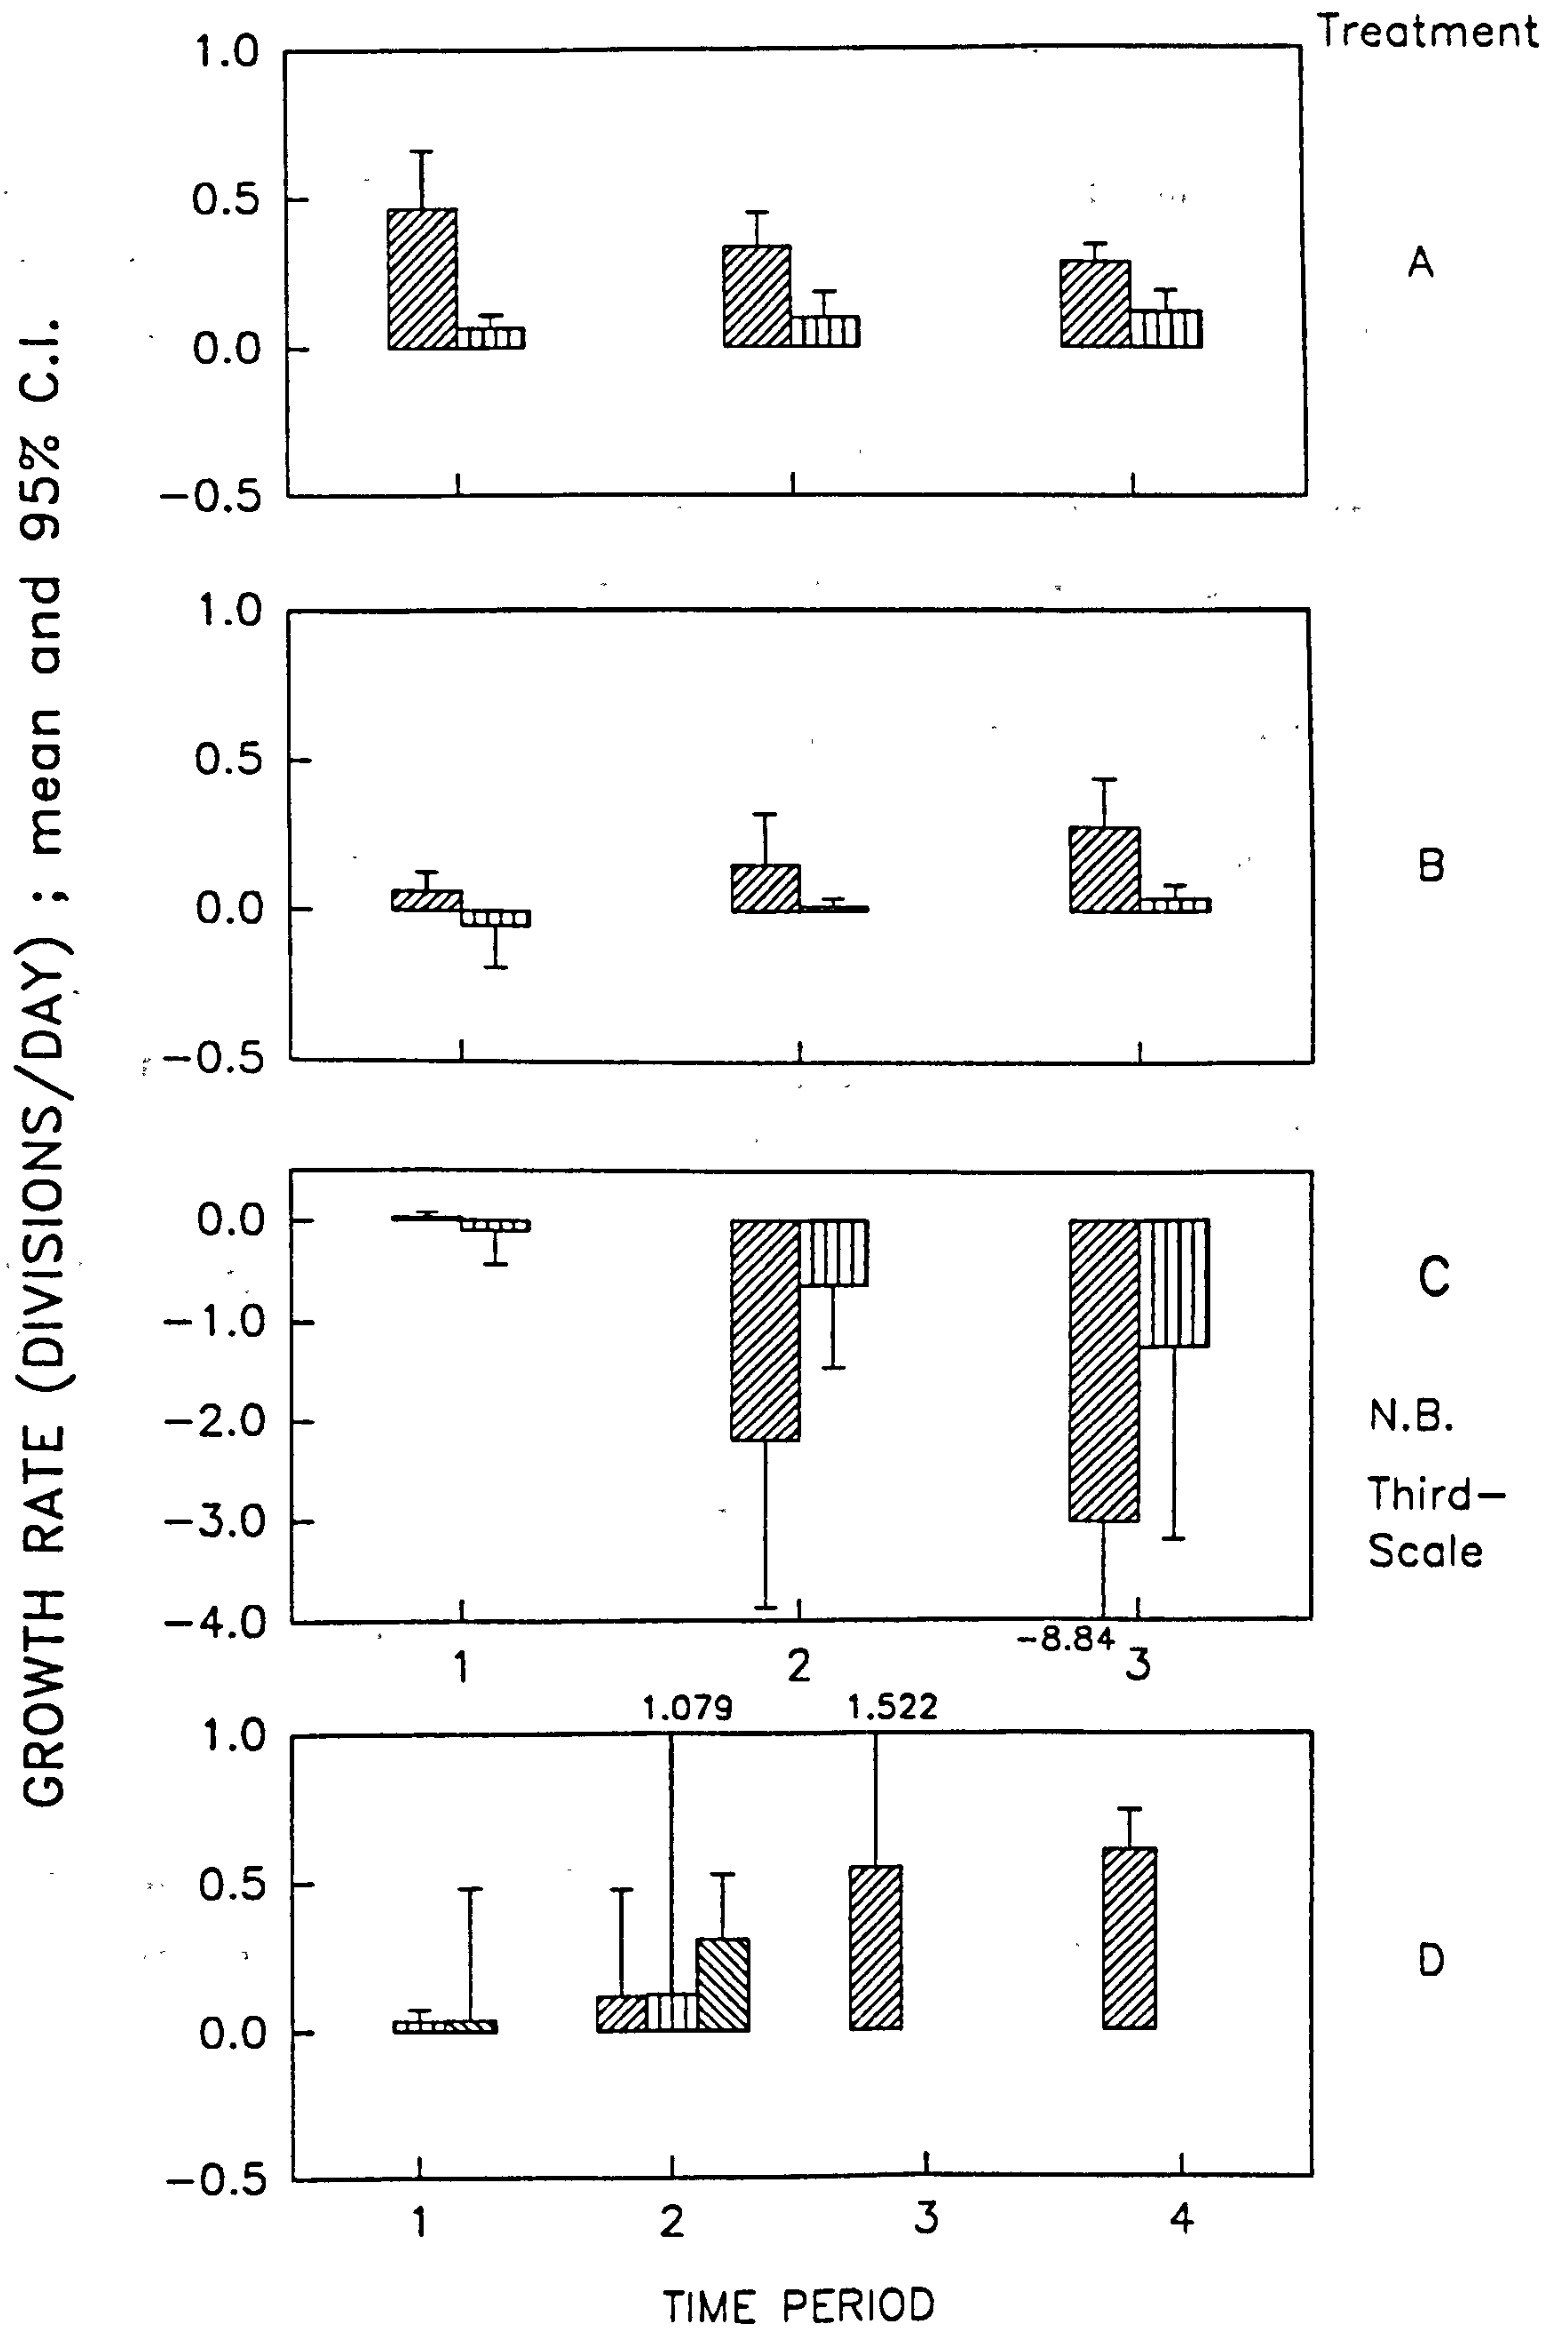 Treatment
1.0
0.5
0.0
−0.5
A
1.0
0.5
0.0
−0.5
B
0.0
−1.0
−2.0
−3.0
−4.0
C
N.B.
Third−
Scale
−8.84
1
2
3
1.079
1.522
1.0
0.5
0.0
−0.5
D
1
2
3
4
TIME PERIOD
GROWTH RATE (DIVISIONS/DAY) ; mean and 95% C.I.